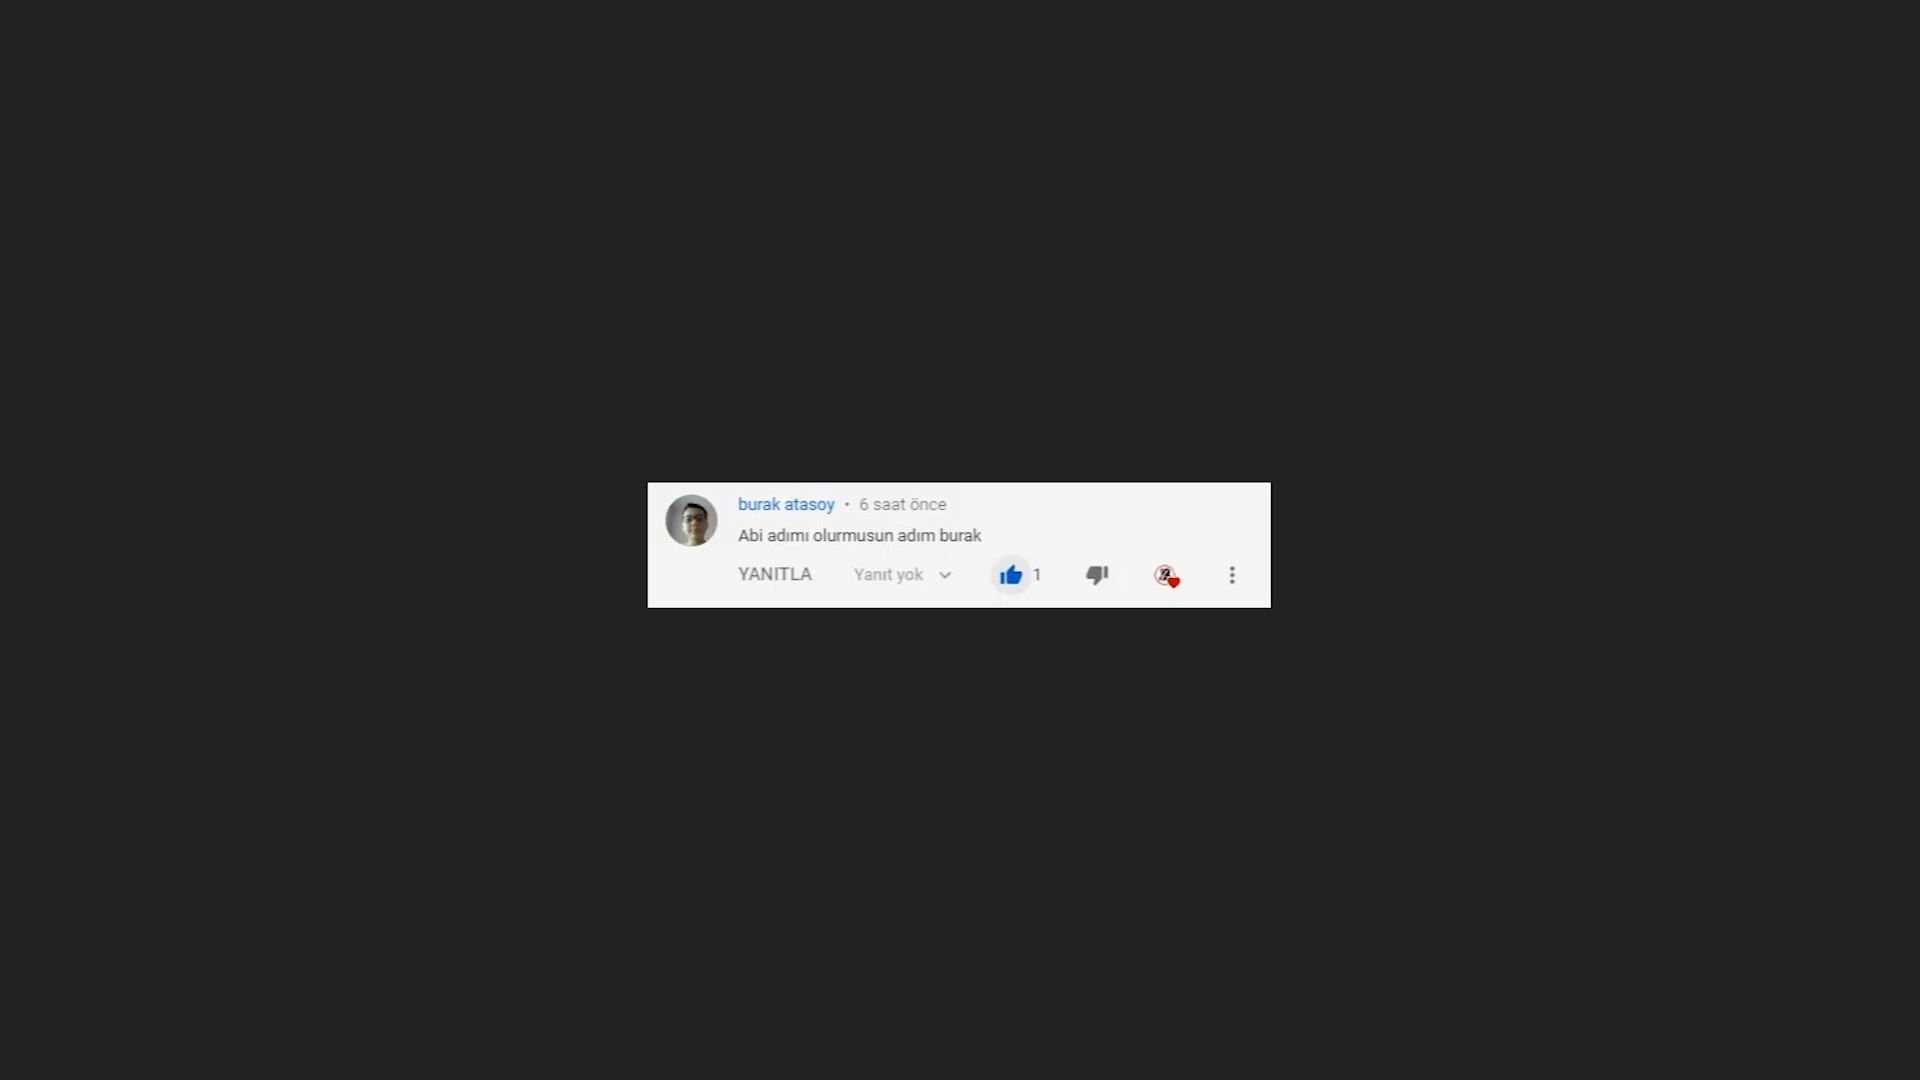 burak atasoy • 6 saat önce
Abi adımı olurmusun adım burak
YANITLA Yanıt yok 1